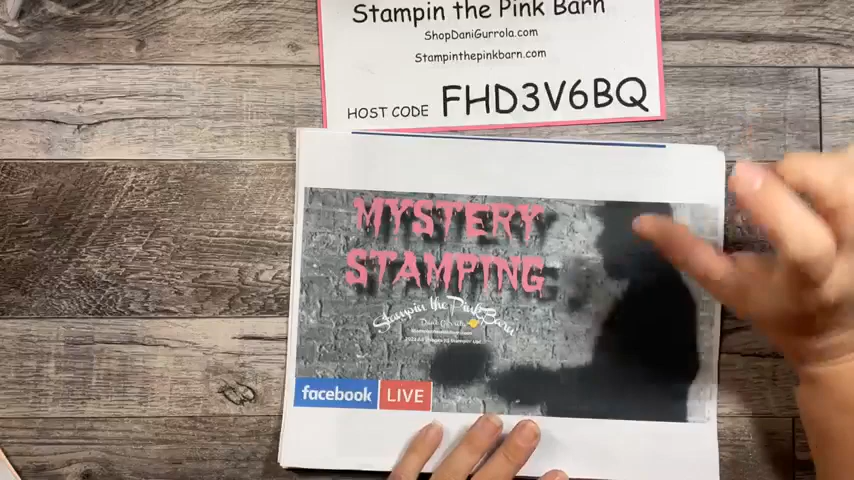 Stampin the Pink Barn
ShopDaniGurrola.com
Stampinthepinkbarn.com
HOST CODE FHD3V6BQ
MYSTERY
STAMPING
Stampin the Pink Barn
facebook LIVE